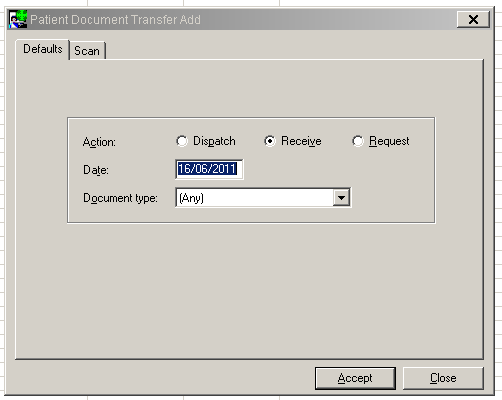 Patient Document Transfer Add
Defaults Scan
Action: Dispatch Receive Request
Date: 16/06/2011
Document type: (Any)
Accept Close